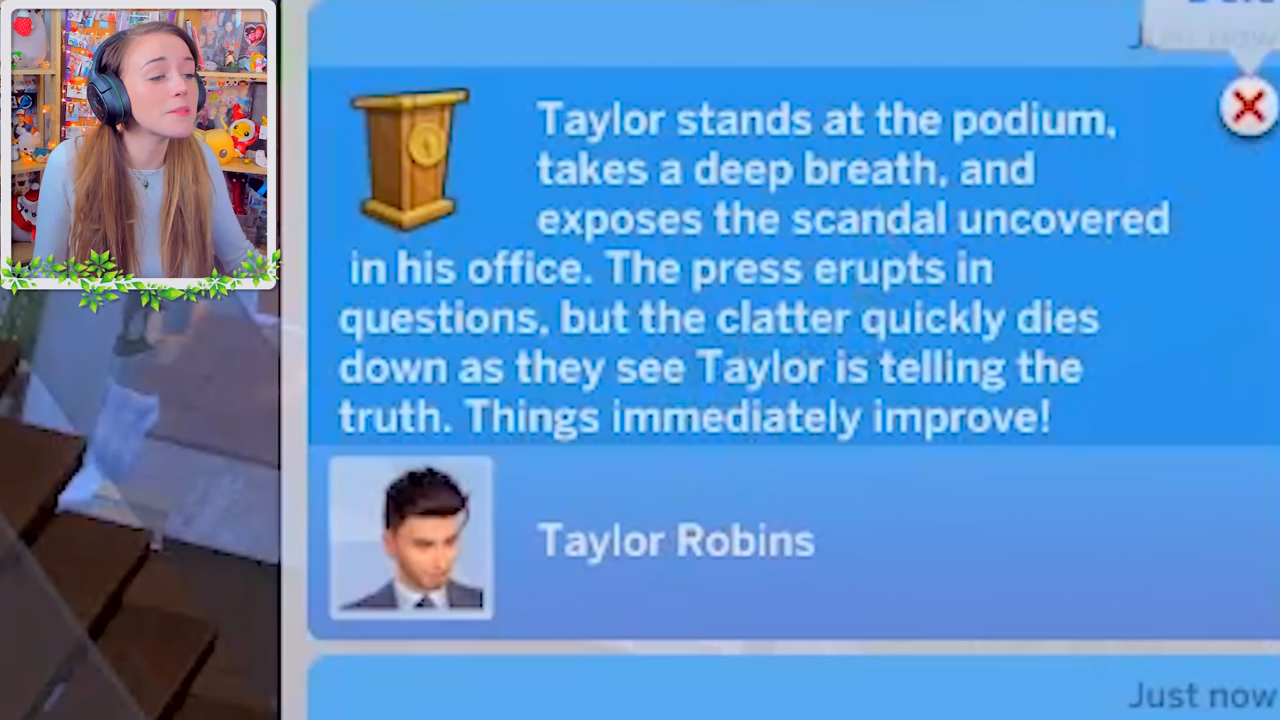 Just now
Taylor stands at the podium,
takes a deep breath, and
exposes the scandal uncovered
in his office. The press erupts in
questions, but the clatter quickly dies
down as they see Taylor is telling the
truth. Things immediately improve!
Taylor Robins
Just now